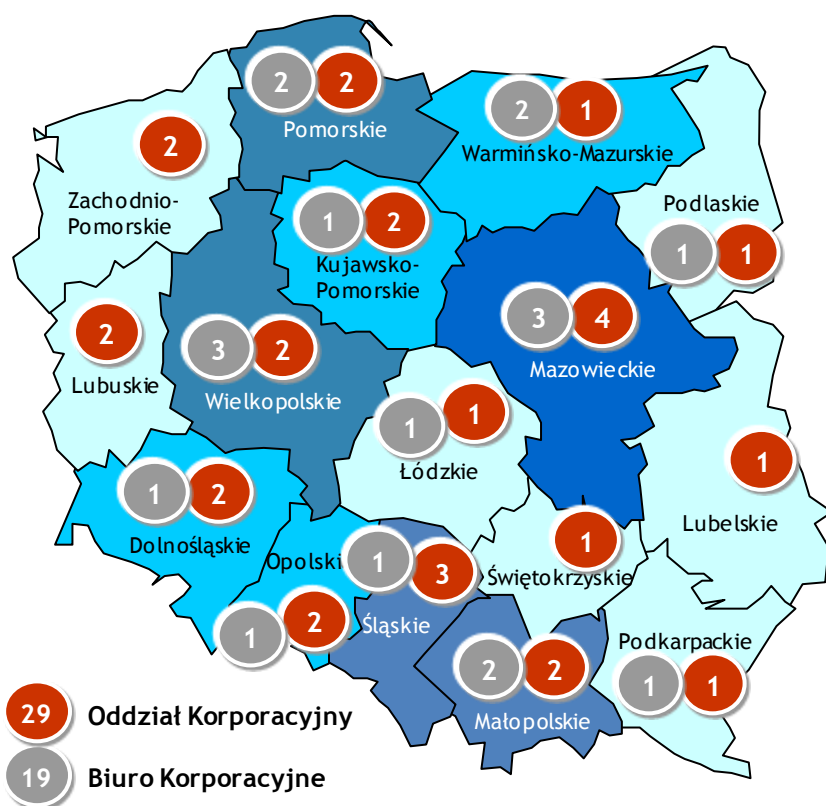 2 2
Pomorskie
2 1
Warmińsko-Mazurskie
2
Zachodnio-
Pomorskie
1 2
Kujawsko-
Pomorskie
Podlaskie
1 1
2
Lubuskie
3 2
Wielkopolskie
3 4
Mazowieckie
1 1
Łódzkie
1
Lubelskie
1 2
Dolnośląskie
Opolski
1 2
1 3
Śląskie
1
Świętokrzyskie
2 2
Małopolskie
Podkarpackie
1 1
29 Oddział Korporacyjny
19 Biuro Korporacyjne